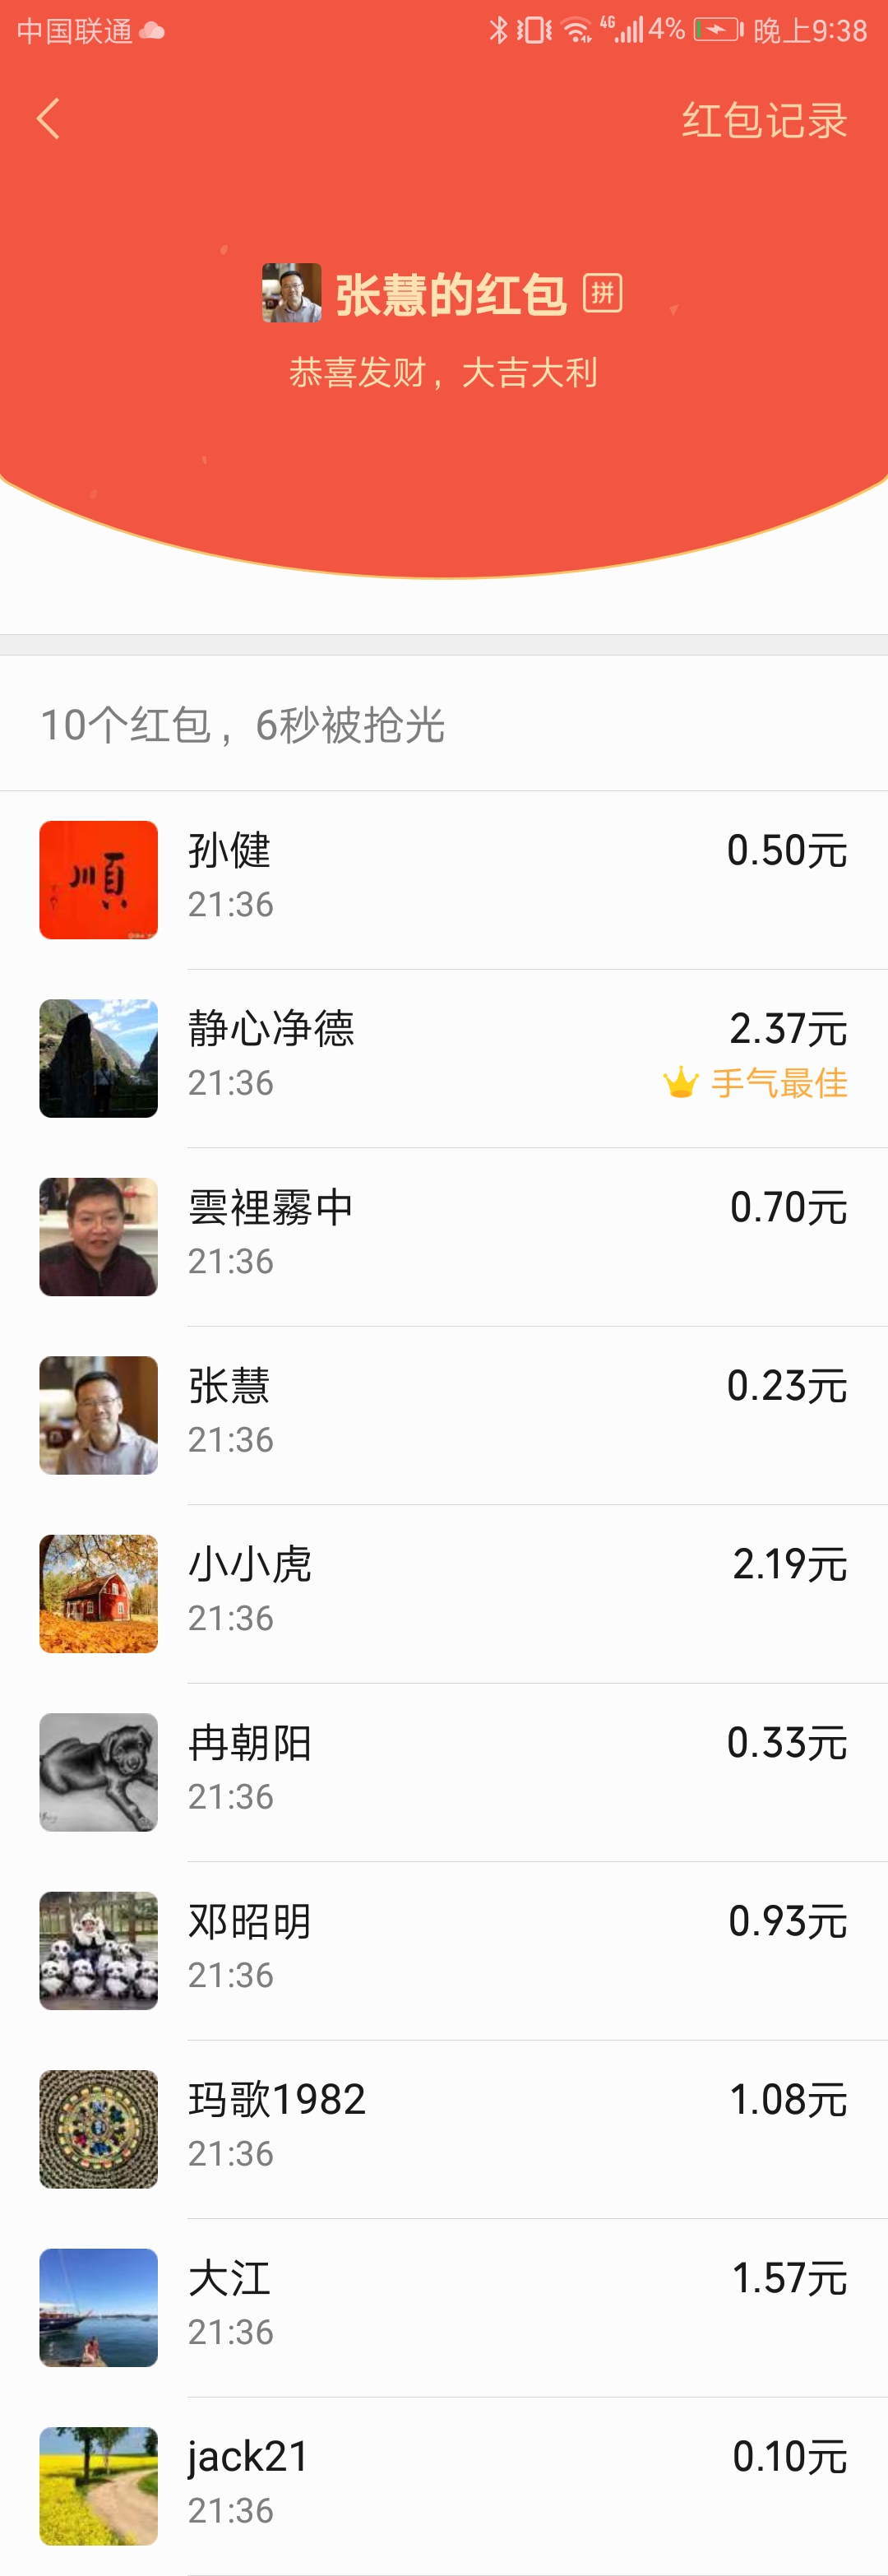 中国联通 4G 4% 晚上9:38
红包记录
张慧的红包 拼
恭喜发财，大吉大利
10个红包，6秒被抢光
順
孙健 0.50元
21:36
静心净德 2.37元
21:36 手气最佳
雲裡霧中 0.70元
21:36
张慧 0.23元
21:36
小小虎 2.19元
21:36
冉朝阳 0.33元
21:36
邓昭明 0.93元
21:36
玛歌1982 1.08元
21:36
大江 1.57元
21:36
jack21 0.10元
21:36